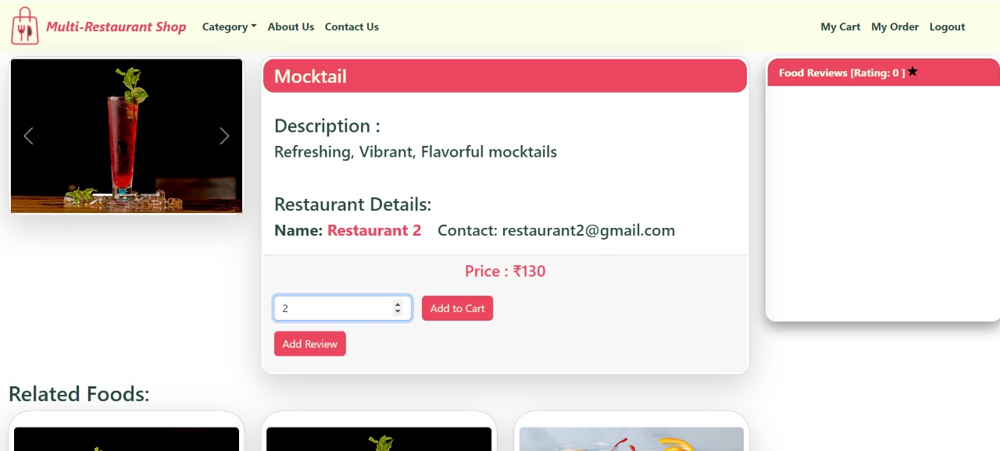 Multi-Restaurant Shop Category About Us Contact Us My Cart My Order Logout
Mocktail
Description :
Refreshing, Vibrant, Flavorful mocktails
Restaurant Details:
Name: Restaurant 2 Contact: restaurant2@gmail.com
Price : ₹130
2 Add to Cart
Add Review
Food Reviews [Rating: 0 ] ★
Related Foods: